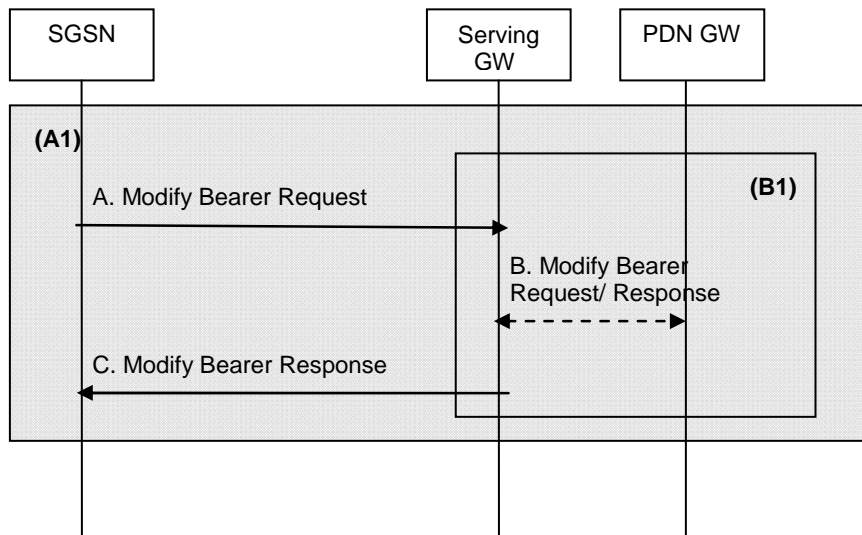 SGSN
Serving
GW
PDN GW
(A1)
(B1)
A. Modify Bearer Request
B. Modify Bearer
Request/ Response
C. Modify Bearer Response